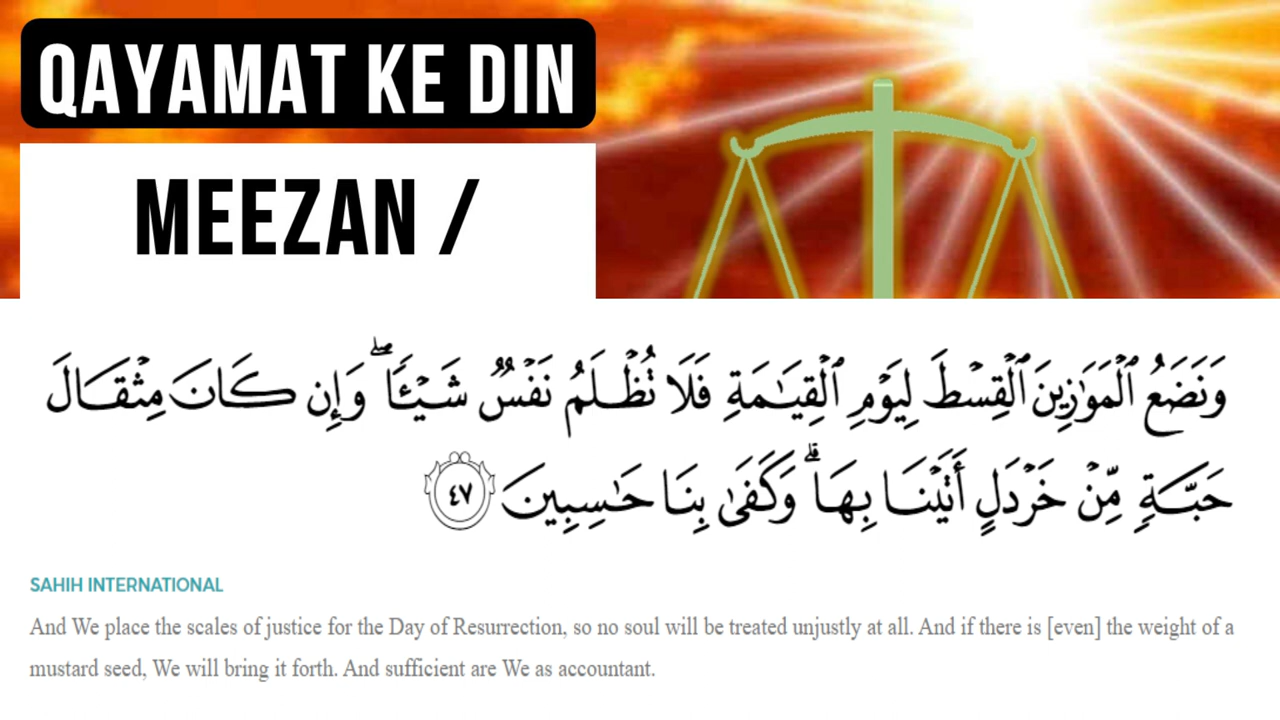 QAYAMAT KE DIN
MEEZAN /
وَنَضَعُ ٱلْمَوَٰزِينَ ٱلْقِسْطَ لِيَوْمِ ٱلْقِيَـٰمَةِ فَلَا تُظْلَمُ نَفْسٌ شَيْـًٔا ۖ وَإِن كَانَ مِثْقَالَ
حَبَّةٍ مِّنْ خَرْدَلٍ أَتَيْنَا بِهَا ۗ وَكَفَىٰ بِنَا حَـٰسِبِينَ ٤٧
SAHIH INTERNATIONAL
And We place the scales of justice for the Day of Resurrection, so no soul will be treated unjustly at all. And if there is [even] the weight of a
mustard seed, We will bring it forth. And sufficient are We as accountant.